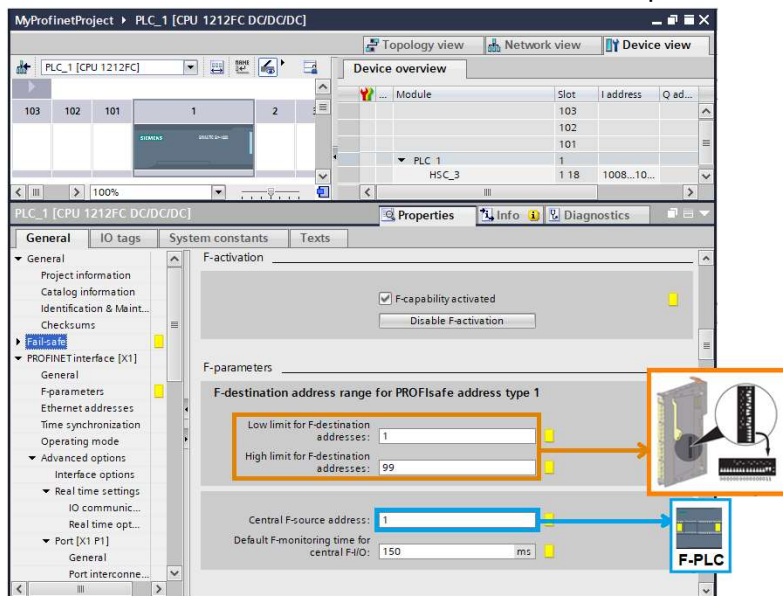 MyProfinetProject ▸ PLC_1 [CPU 1212FC DC/DC/DC]
Topology view Network view Device view
PLC_1 [CPU 1212FC]
Device overview
... Module Slot I address Q ad...
103 102 101 1 2
SIEMENS
103
102
101
▼ PLC 1 1
HSC_3 1 18 1008...10...
100%
PLC_1 [CPU 1212FC DC/DC/DC]
Properties Info Diagnostics
General IO tags System constants Texts
General
Project information
Catalog information
Identification & Maint...
Checksums
Fail-safe
PROFINET interface [X1]
General
F-parameters
Ethernet addresses
Time synchronization
Operating mode
Advanced options
Interface options
Real time settings
IO communic...
Real time opt...
Port [X1 P1]
General
Port interconne...
F-activation
F-capability activated
Disable F-activation
F-parameters
F-destination address range for PROFIsafe address type 1
Low limit for F-destination
addresses: 1
High limit for F-destination
addresses: 99
Central F-source address: 1
Default F-monitoring time for
central F-I/O: 150 ms
F-PLC